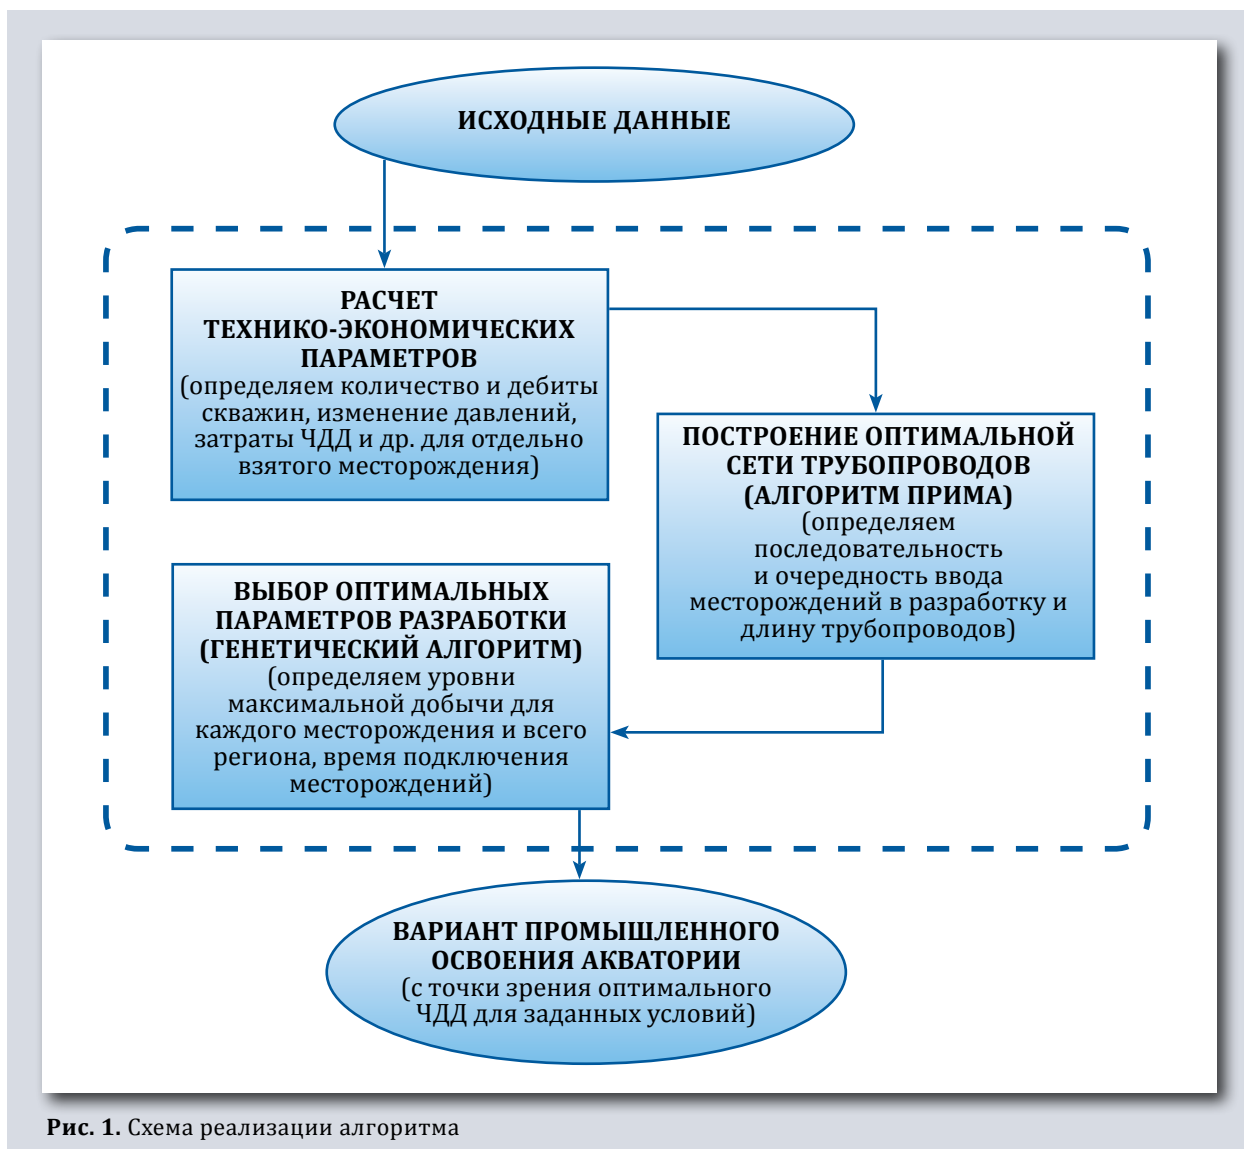 ИСХОДНЫЕ ДАННЫЕ
РАСЧЕТ
ТЕХНИКО-ЭКОНОМИЧЕСКИХ
ПАРАМЕТРОВ
(определяем количество и дебиты
скважин, изменение давлений,
затраты ЧДД и др. для отдельно
взятого месторождения)
ПОСТРОЕНИЕ ОПТИМАЛЬНОЙ
СЕТИ ТРУБОПРОВОДОВ
(АЛГОРИТМ ПРИМА)
(определяем
последовательность
и очередность ввода
месторождений в разработку и
длину трубопроводов)
ВЫБОР ОПТИМАЛЬНЫХ
ПАРАМЕТРОВ РАЗРАБОТКИ
(ГЕНЕТИЧЕСКИЙ АЛГОРИТМ)
(определяем уровни
максимальной добычи для
каждого месторождения и всего
региона, время подключения
месторождений)
ВАРИАНТ ПРОМЫШЛЕННОГО
ОСВОЕНИЯ АКВАТОРИИ
(с точки зрения оптимального
ЧДД для заданных условий)
Рис. 1. Схема реализации алгоритма